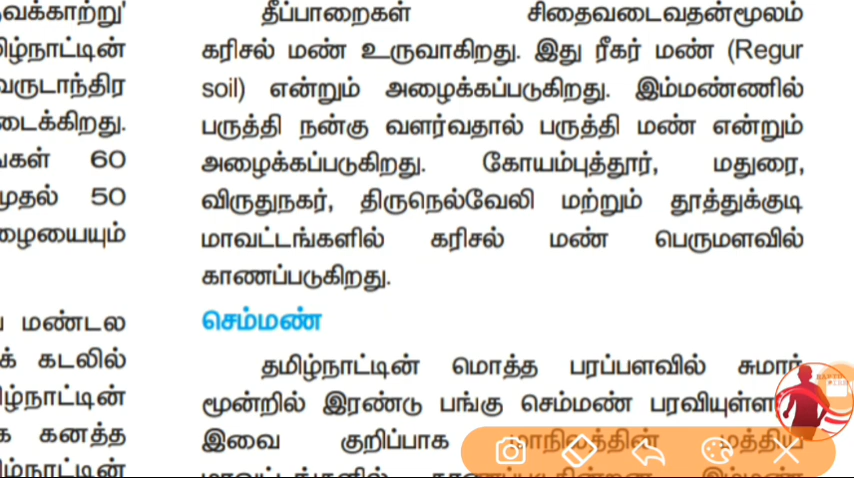 வக்காற்று'
ழ்நாட்டின்
வருடாந்திர
டைக்கிறது.
கள் 60
முதல் 50
ழையையும்
மண்டல
க் கடலில்
ழ்நாட்டின்
க கனத்த
தீப்பாறைகள் சிதைவடைவதன்மூலம்
கரிசல் மண் உருவாகிறது. இது ரீகர் மண் (Regur
soil) என்றும் அழைக்கப்படுகிறது. இம்மண்ணில்
பருத்தி நன்கு வளர்வதால் பருத்தி மண் என்றும்
அழைக்கப்படுகிறது. கோயம்புத்தூர், மதுரை,
விருதுநகர், திருநெல்வேலி மற்றும் தூத்துக்குடி
மாவட்டங்களில் கரிசல் மண் பெருமளவில்
காணப்படுகிறது.
செம்மண்
தமிழ்நாட்டின் மொத்த பரப்பளவில் சுமார்
மூன்றில் இரண்டு பங்கு செம்மண் பரவியுள்ள
இவை குறிப்பாக மாநிலத்தின் மத்திய